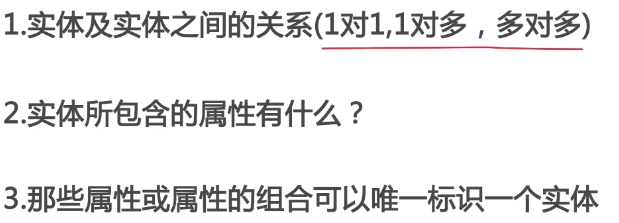 1.实体及实体之间的关系(1对1,1对多，多对多)
2.实体所包含的属性有什么？
3.那些属性或属性的组合可以唯一标识一个实体